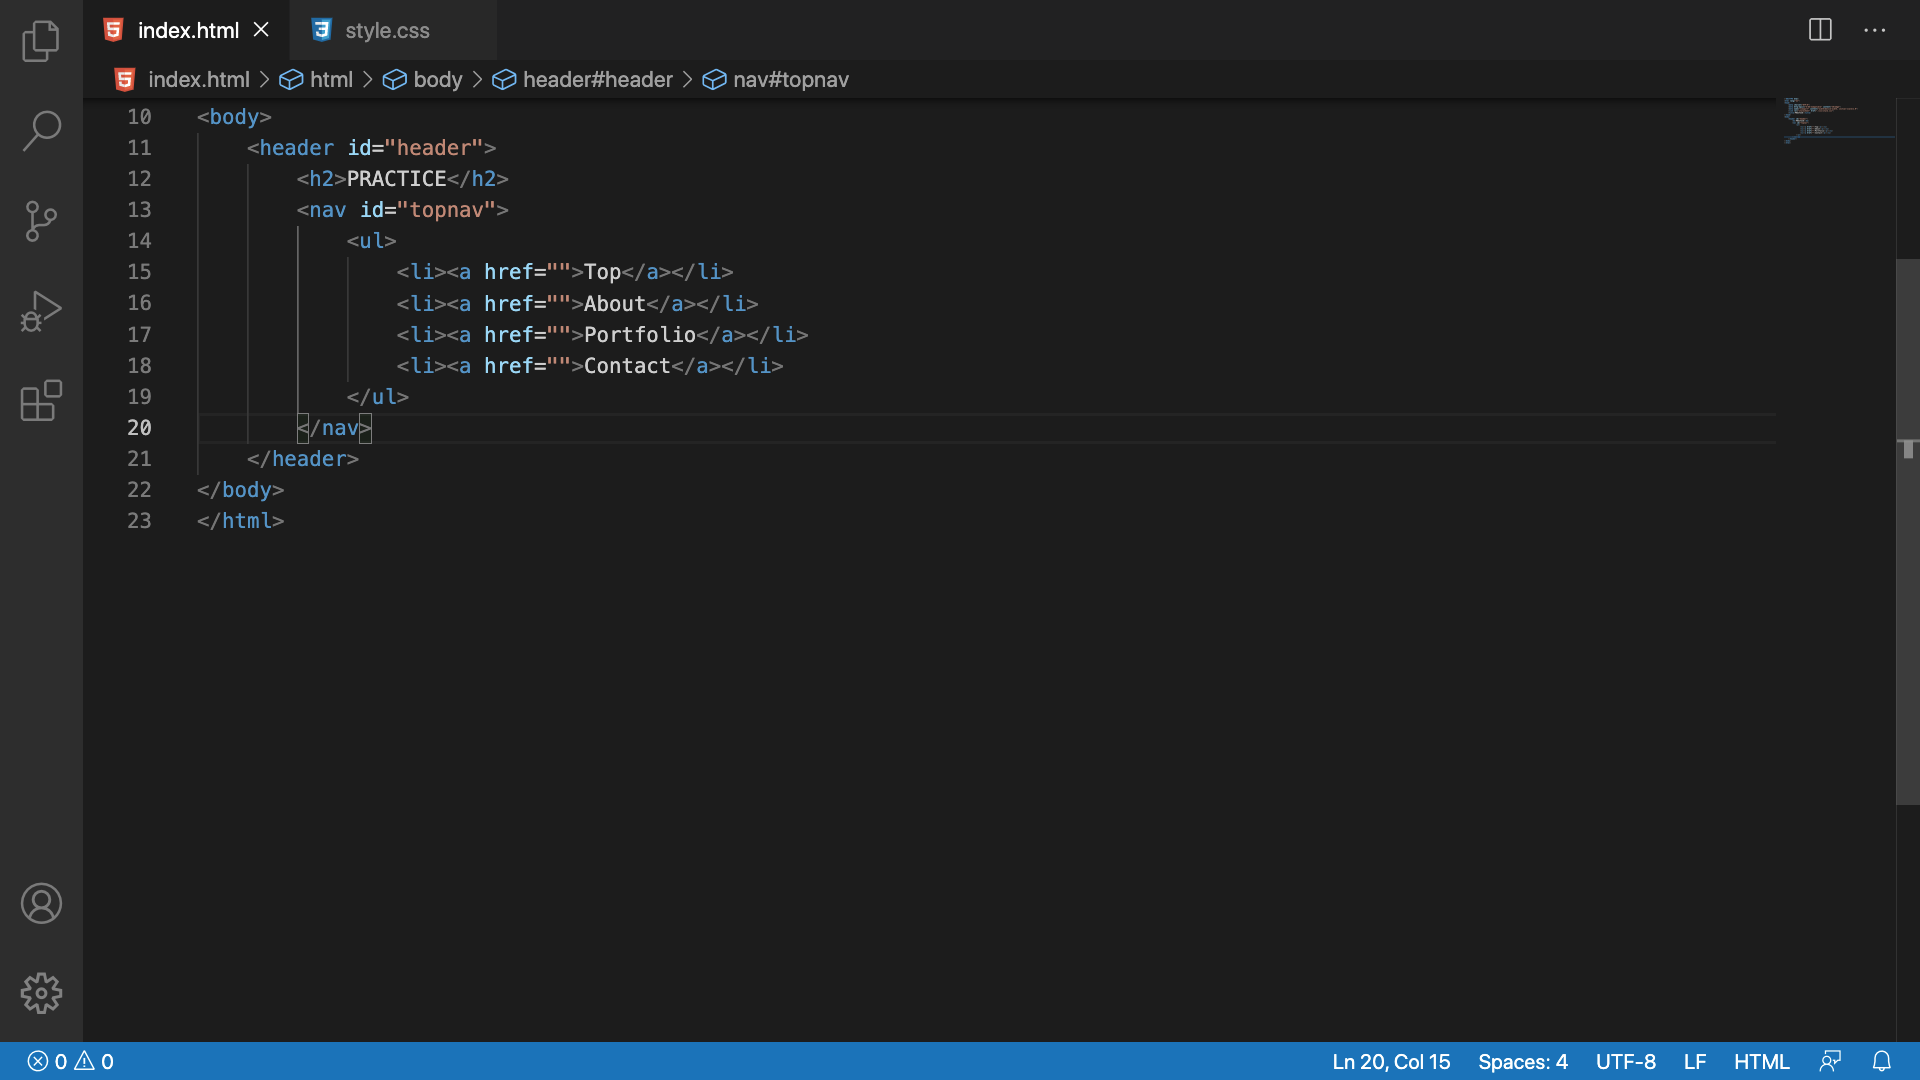 index.html style.css
index.html > html > body > header#header > nav#topnav
10 <body>
11 <header id="header">
12 <h2>PRACTICE</h2>
13 <nav id="topnav">
14 <ul>
15 <li><a href="">Top</a></li>
16 <li><a href="">About</a></li>
17 <li><a href="">Portfolio</a></li>
18 <li><a href="">Contact</a></li>
19 </ul>
20 </nav>
21 </header>
22 </body>
23 </html>
0 0 Ln 20, Col 15 Spaces: 4 UTF-8 LF HTML